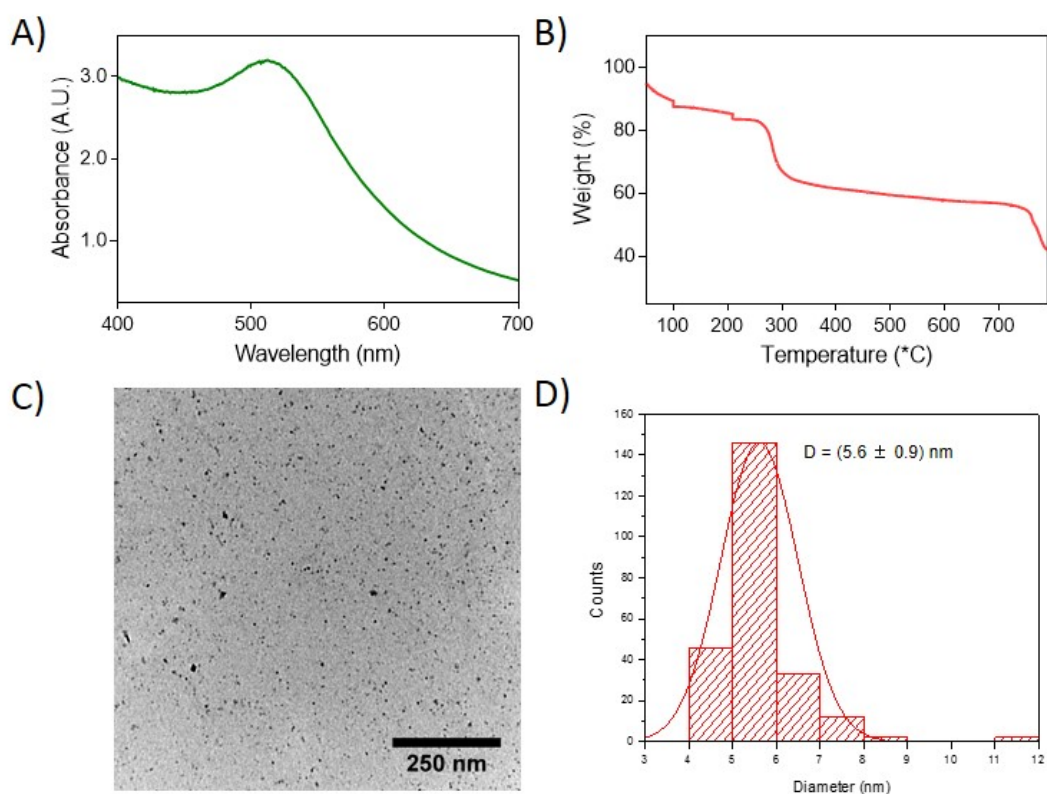 A)
Absorbance (A.U.)
3.0
2.0
1.0
400 500 600 700
Wavelength (nm)
B)
Weight (%)
100
80
60
40
100 200 300 400 500 600 700
Temperature (*C)
C)
250 nm
D)
D = (5.6 ± 0.9) nm
Counts
160
140
120
100
80
60
40
20
0
3 4 5 6 7 8 9 10 11 12
Diameter (nm)